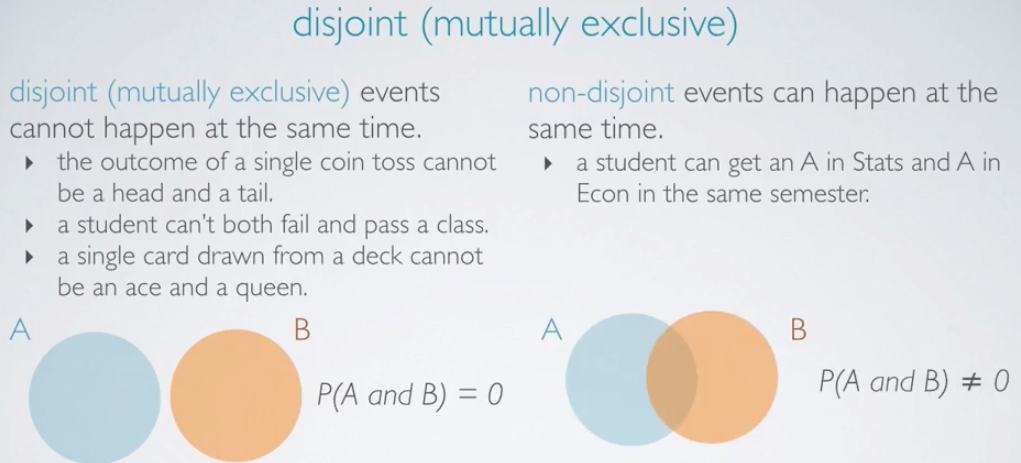 disjoint (mutually exclusive)
disjoint (mutually exclusive) events
cannot happen at the same time.
‣ the outcome of a single coin toss cannot
be a head and a tail.
‣ a student can't both fail and pass a class.
‣ a single card drawn from a deck cannot
be an ace and a queen.
A
B
P(A and B) = 0
non-disjoint events can happen at the
same time.
‣ a student can get an A in Stats and A in
Econ in the same semester.
A
B
P(A and B) ≠ 0